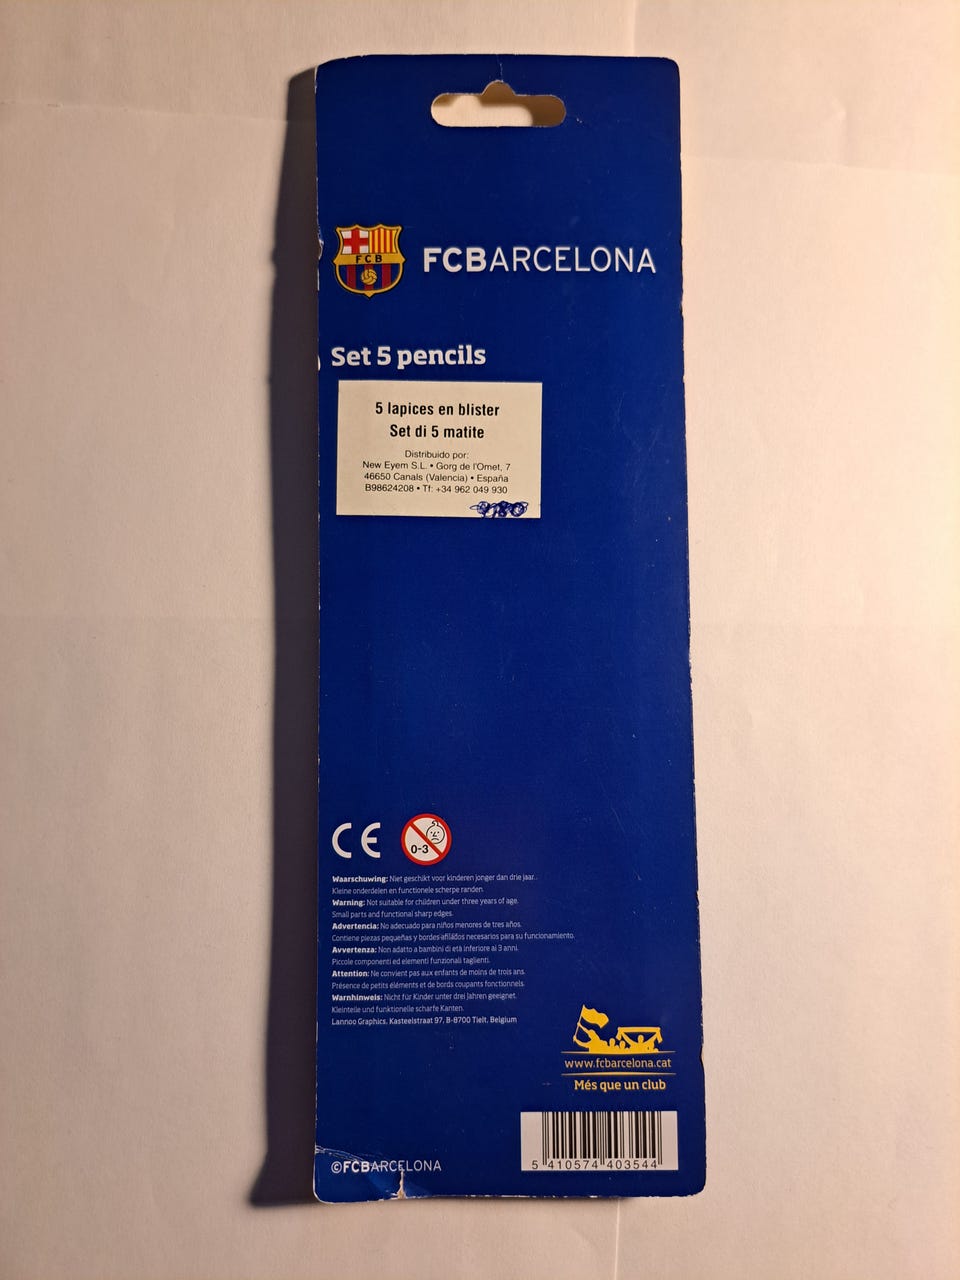 FCB
FCBARCELONA
Set 5 pencils
5 lapices en blister
Set di 5 matite
Distribuido por:
New Eyem S.L. • Gorg de l'Omet, 7
46650 Canals (Valencia) • España
B98624208 • Tf: +34 962 049 930
CE
0-3
Waarschuwing: Niet geschikt voor kinderen jonger dan drie jaar.
Kleine onderdelen en functionele scherpe randen.
Warning: Not suitable for children under three years of age.
Small parts and functional sharp edges.
Advertencia: No adecuado para niños menores de tres años.
Contiene piezas pequeñas y bordes afilados necesarios para su funcionamiento.
Avvertenza: Non adatto a bambini di età inferiore ai 3 anni.
Piccole componenti ed elementi funzionali taglienti.
Attention: Ne convient pas aux enfants de moins de trois ans.
Présence de petits éléments et de bords coupants fonctionnels.
Warnhinweis: Nicht für Kinder unter drei Jahren geeignet.
Kleinteile und funktionelle scharfe Kanten.
Lannoo Graphics, Kasteelstraat 97, B-8700 Tielt, Belgium
www.fcbarcelona.cat
Més que un club
5 410574 403544
©FCBARCELONA